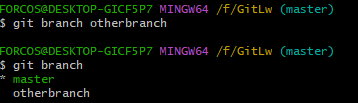 FORCOS@DESKTOP-GICF5P7 MINGW64 /f/GitLw (master)
$ git branch otherbranch
FORCOS@DESKTOP-GICF5P7 MINGW64 /f/GitLw (master)
$ git branch
* master
otherbranch